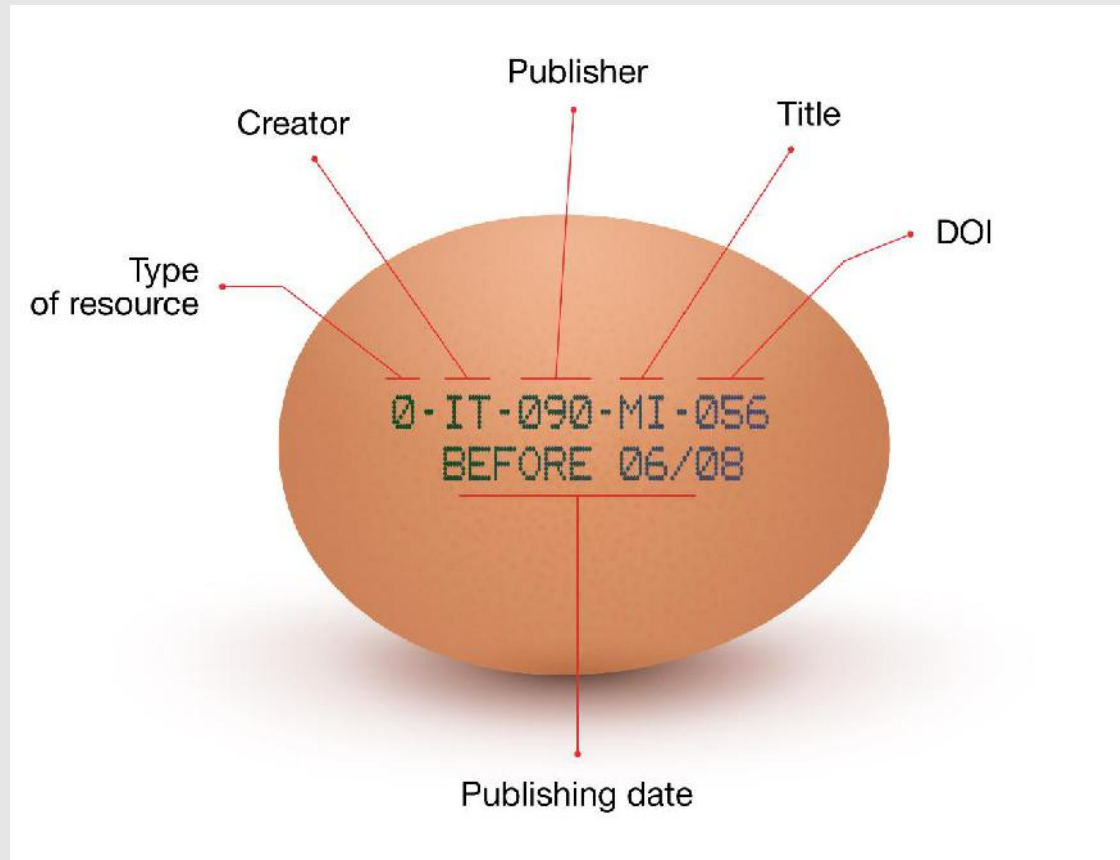 Publisher
Creator
Title
DOI
Type
of resource
0-IT-090-MI-056
BEFORE 06/08
Publishing date